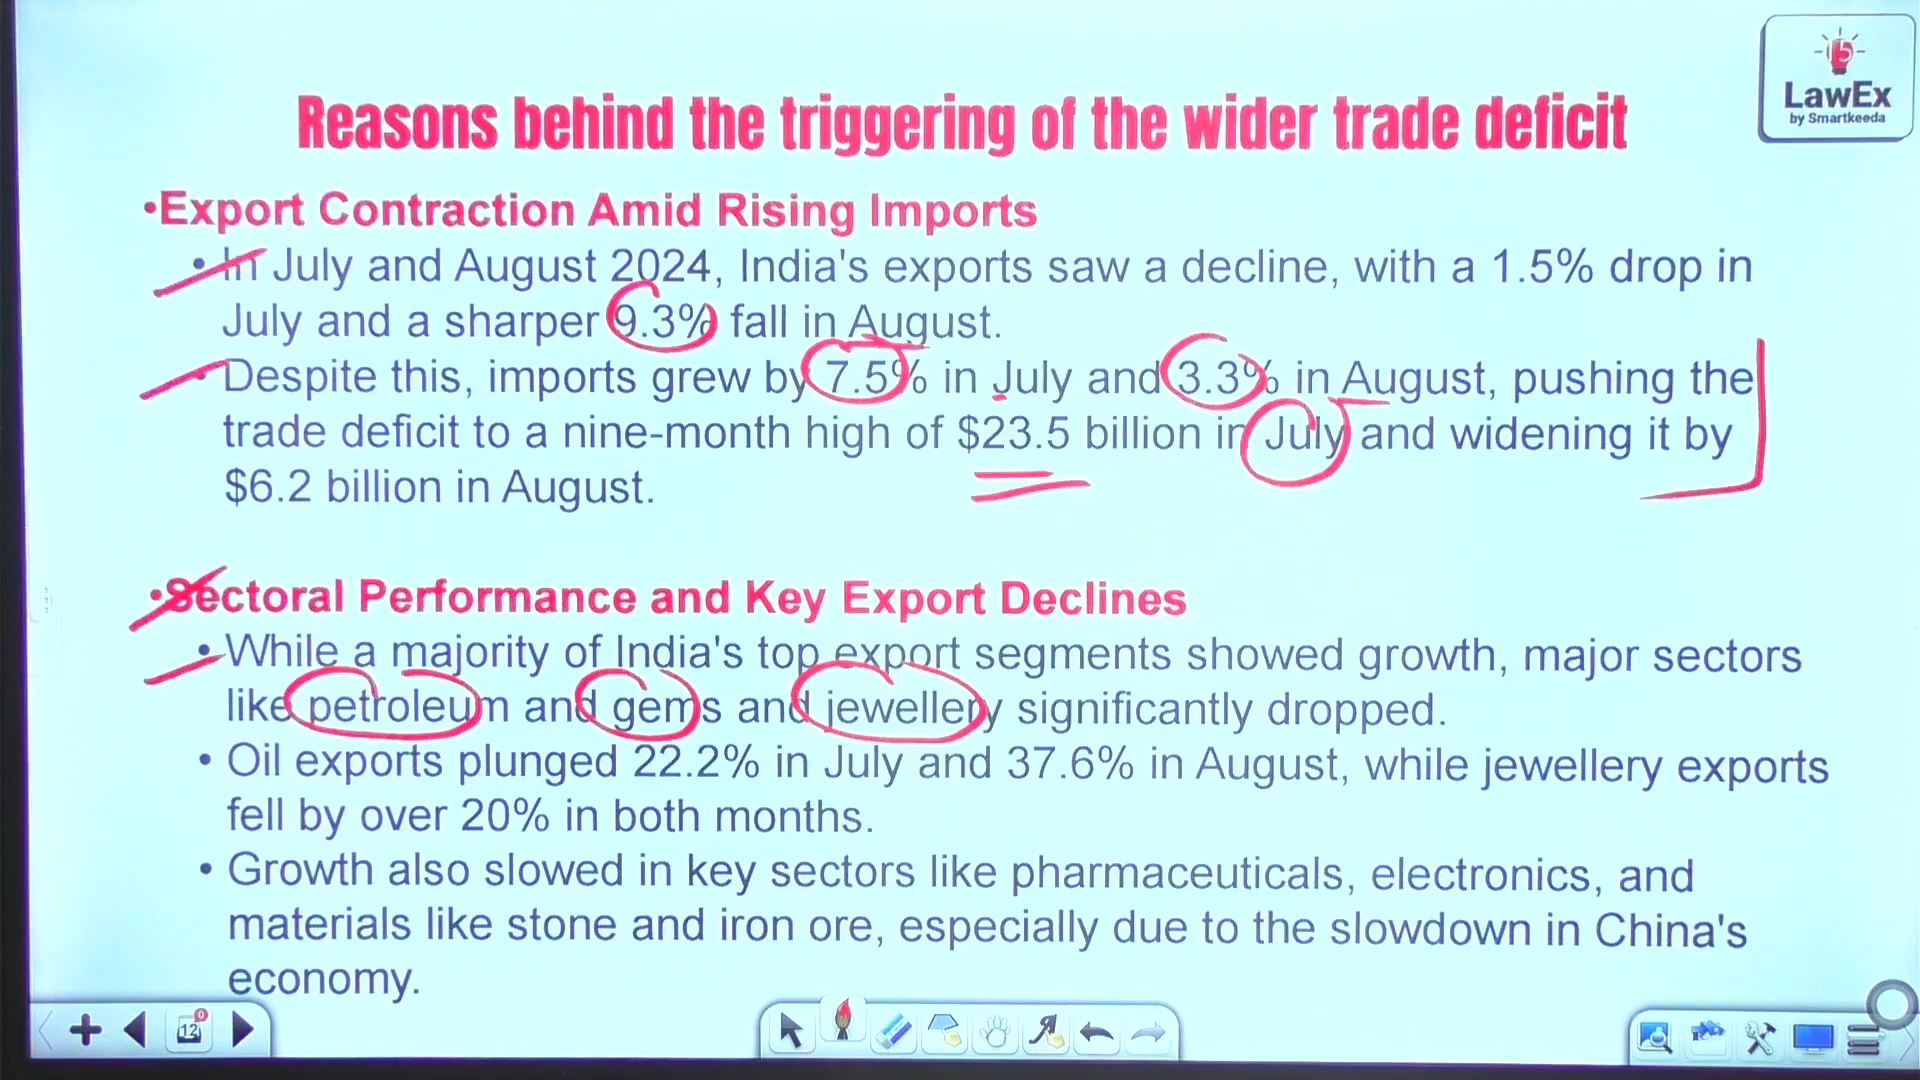 LawEx
by Smartkeeda
Reasons behind the triggering of the wider trade deficit
•Export Contraction Amid Rising Imports
• In July and August 2024, India's exports saw a decline, with a 1.5% drop in
July and a sharper 9.3% fall in August.
• Despite this, imports grew by 7.5% in July and 3.3% in August, pushing the
trade deficit to a nine-month high of $23.5 billion in July and widening it by
$6.2 billion in August.
•Sectoral Performance and Key Export Declines
• While a majority of India's top export segments showed growth, major sectors
like petroleum and gems and jewellery significantly dropped.
• Oil exports plunged 22.2% in July and 37.6% in August, while jewellery exports
fell by over 20% in both months.
• Growth also slowed in key sectors like pharmaceuticals, electronics, and
materials like stone and iron ore, especially due to the slowdown in China's
economy.
12
0